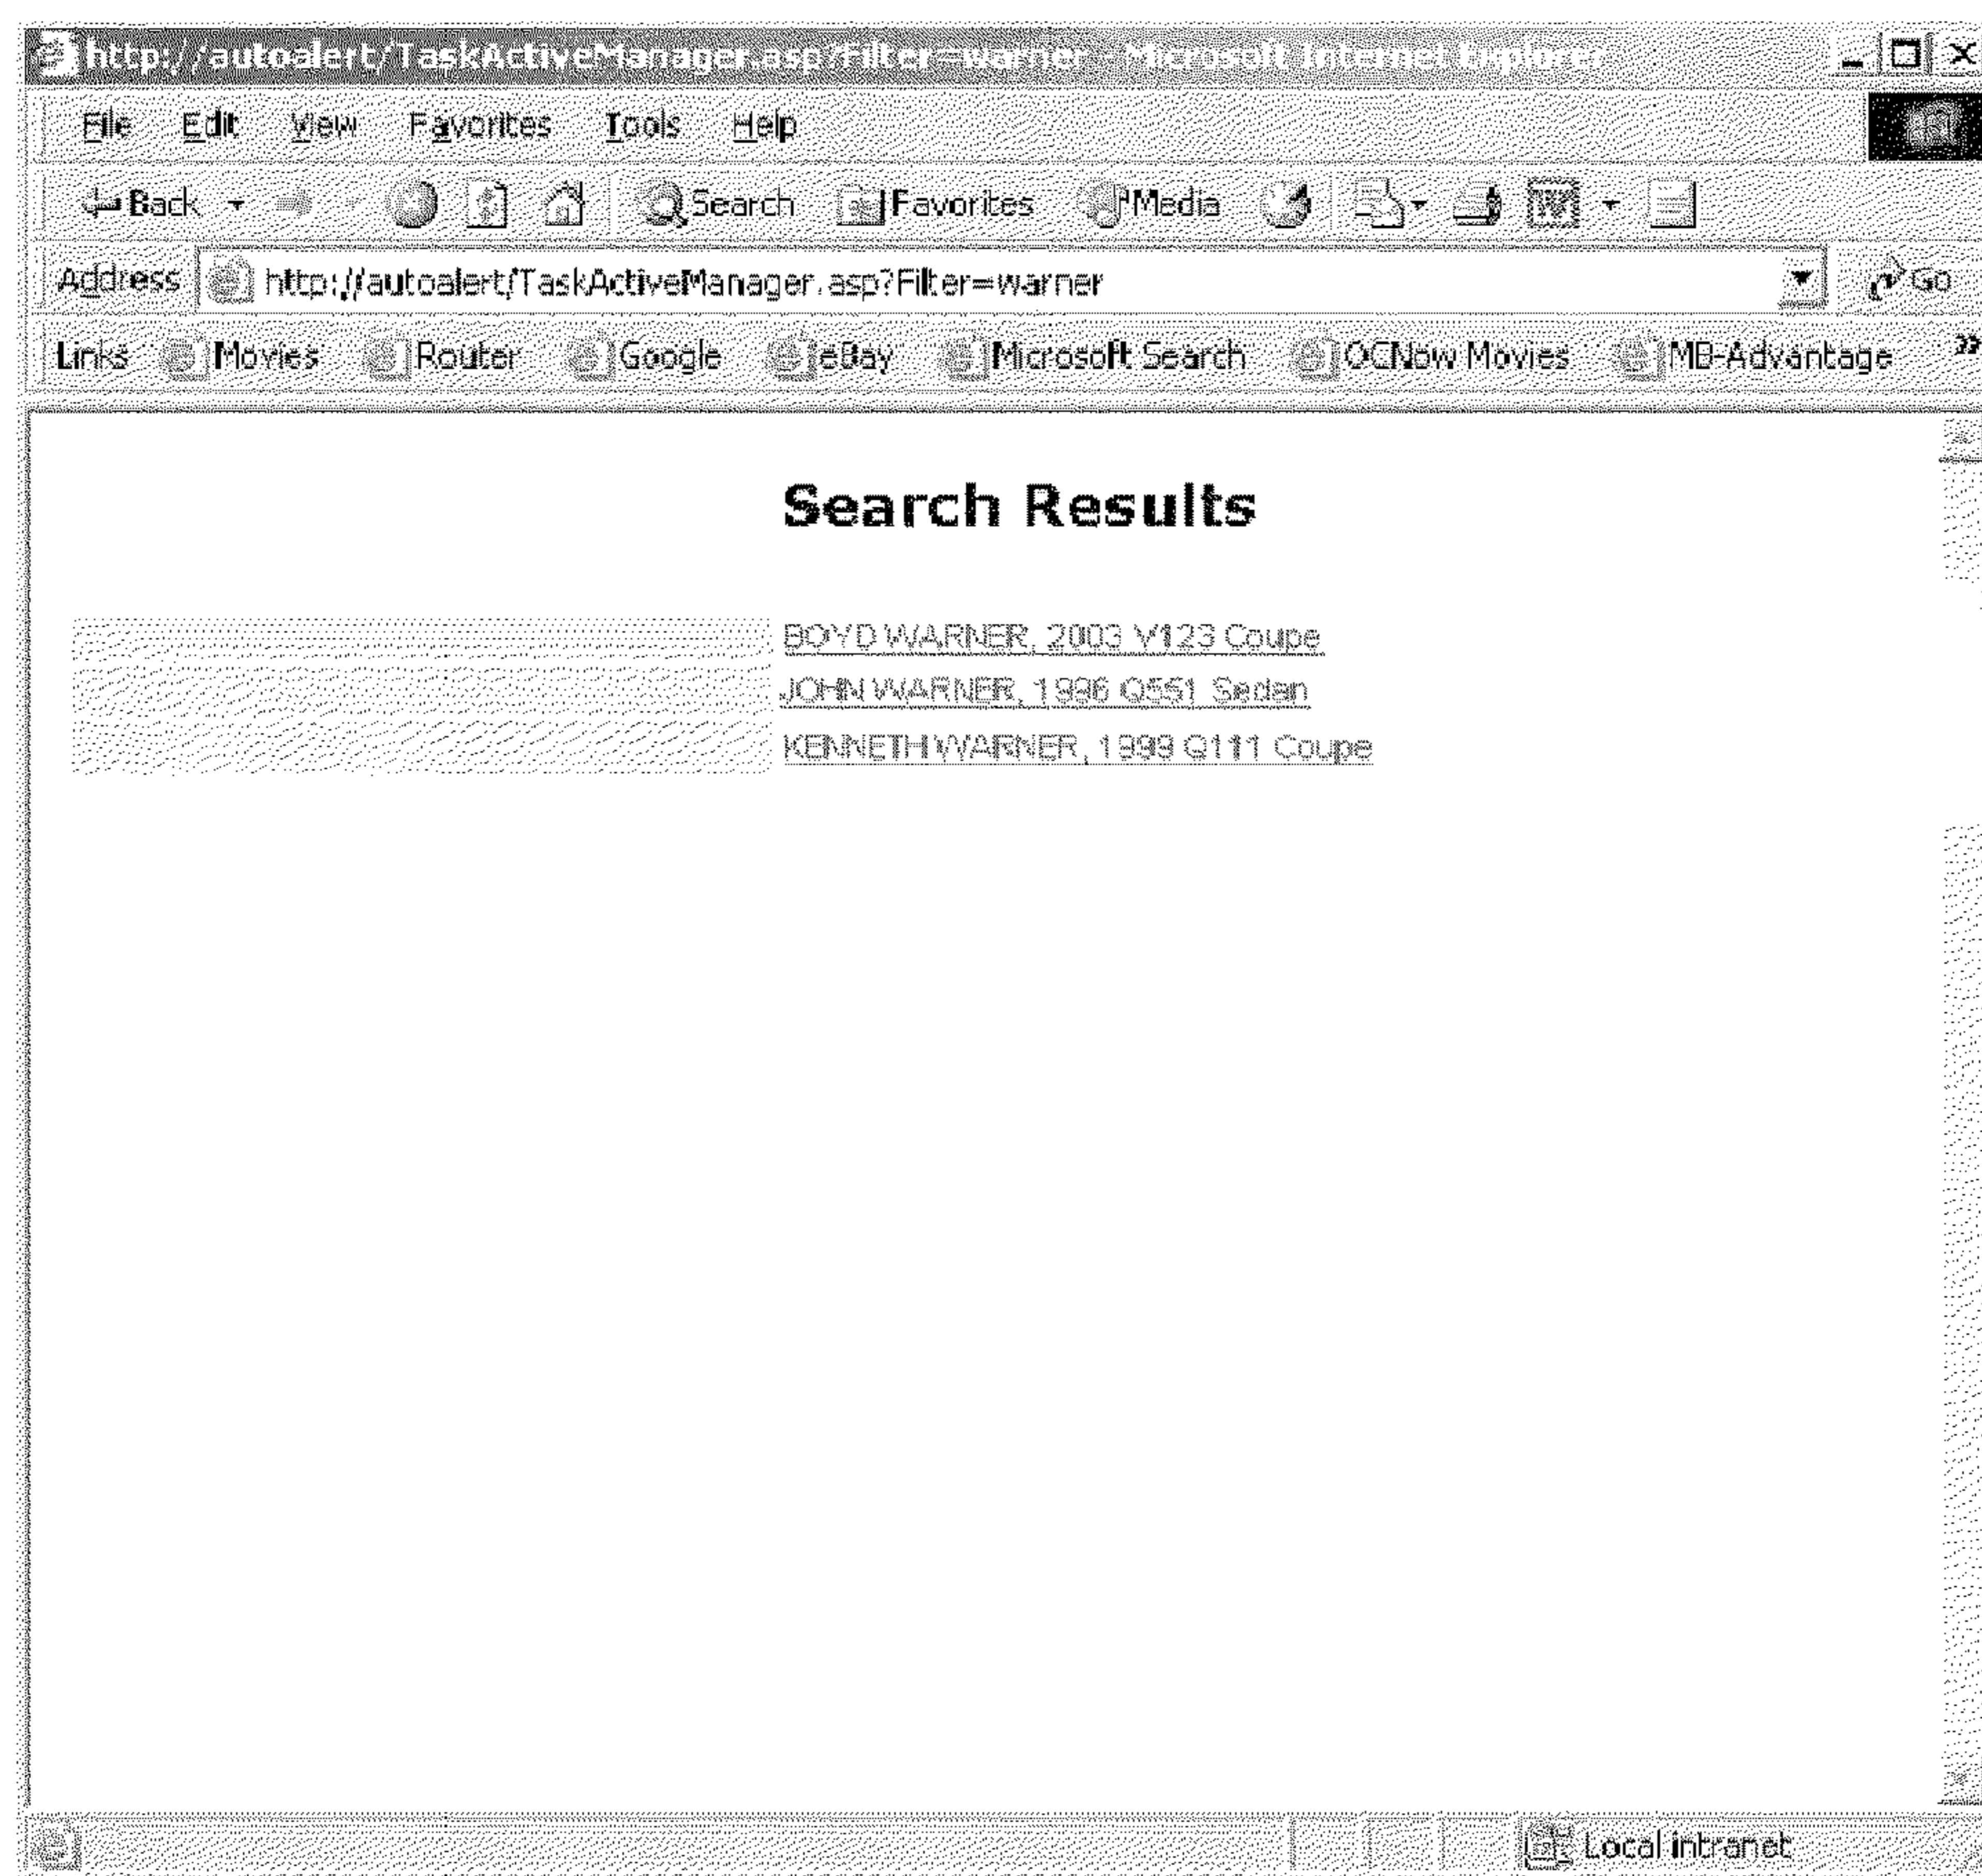 http://autoalert/TaskActiveManager.asp?Filter=warner - Microsoft Internet Explorer
File Edit View Favorites Tools Help
Back Search Favorites Media
Address http://autoalert/TaskActiveManager.asp?Filter=warner Go
Links Movies Router Google eBay Microsoft Search OCNow Movies MB-Advantage »
Search Results
BOYD WARNER, 2003 V123 Coupe
JOHN WARNER, 1996 Q551 Sedan
KENNETH WARNER, 1999 Q111 Coupe
Local intranet